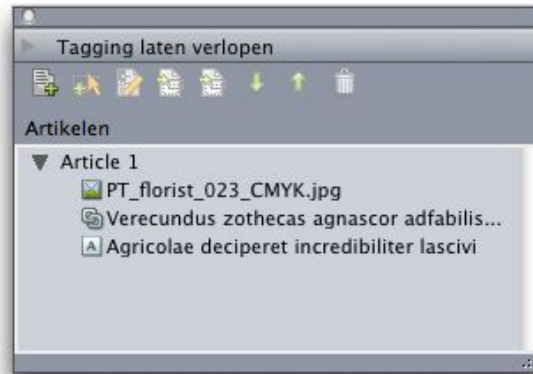 Tagging laten verlopen
Artikelen
Article 1
PT_florist_023_CMYK.jpg
Verecundus zothecas agnascor adfabilis...
A Agricolae deciperet incredibiliter lascivi